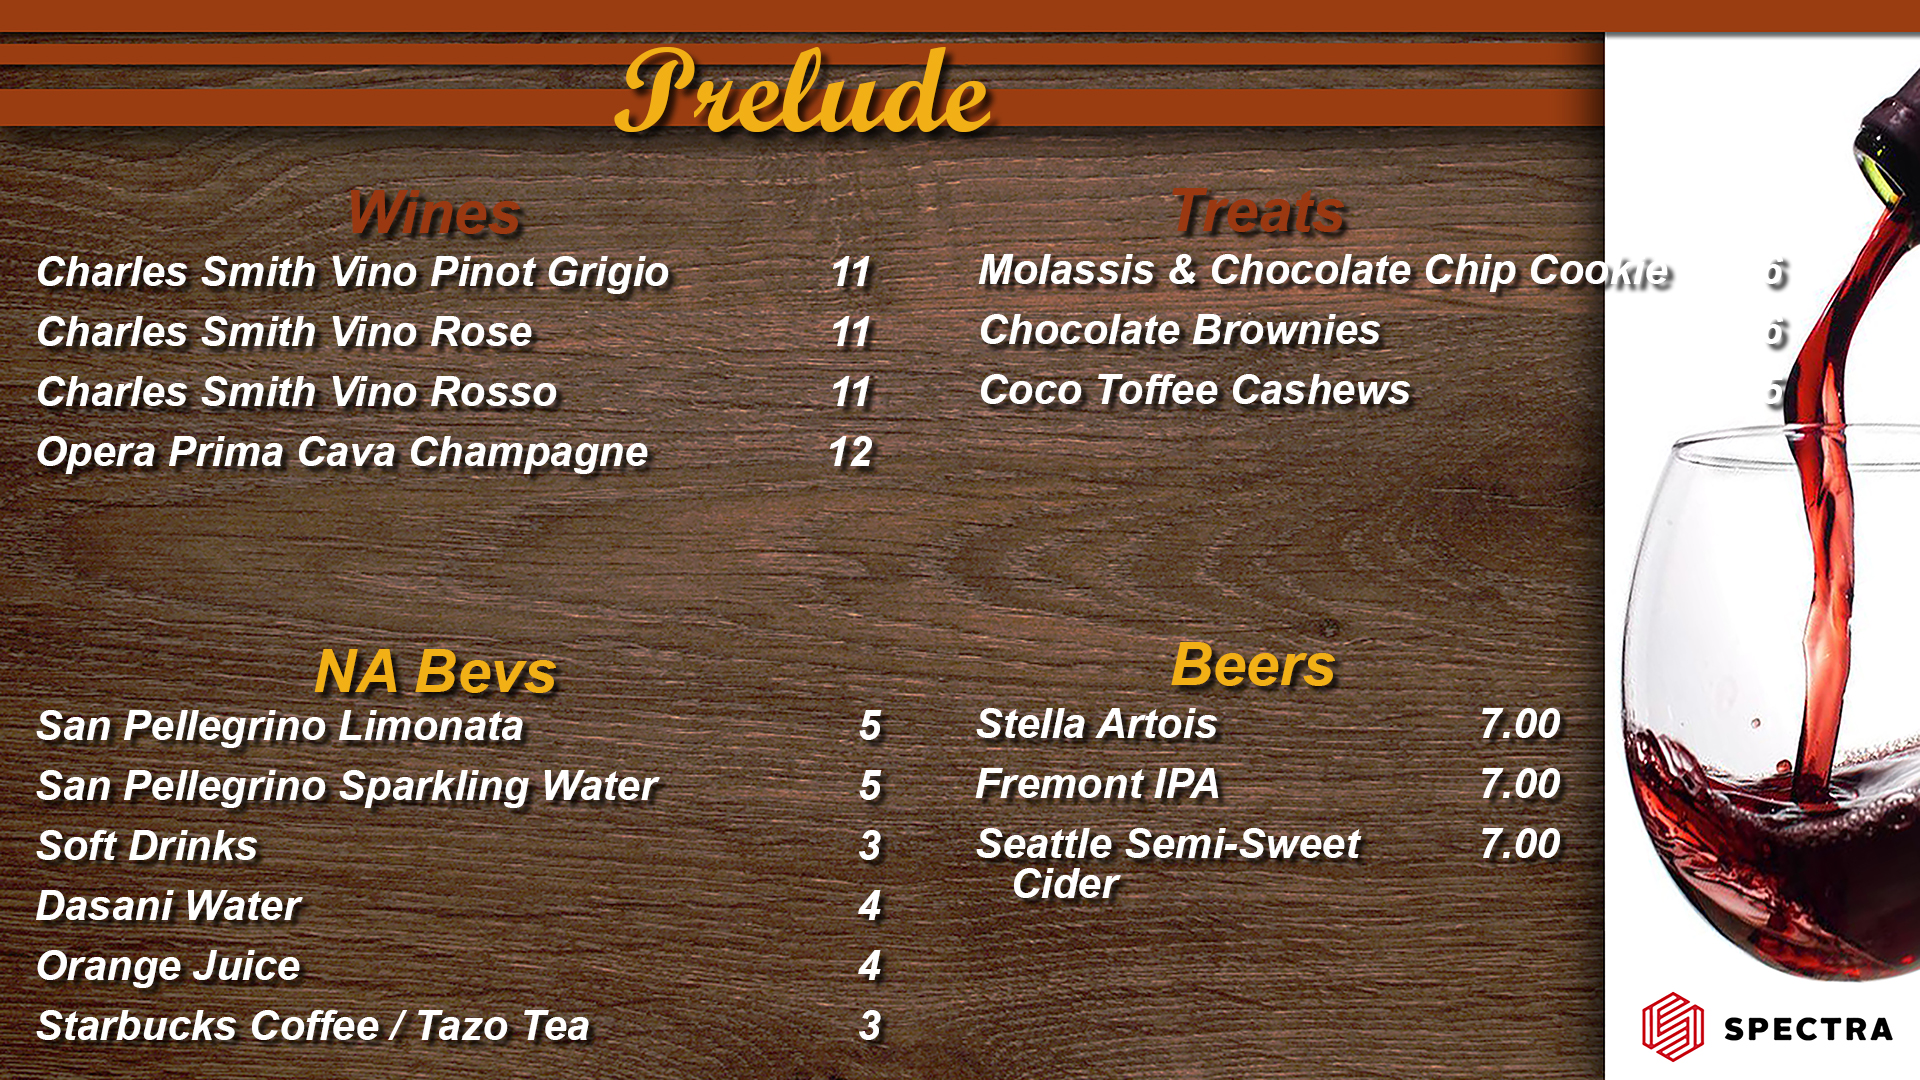 Prelude
Wines
Charles Smith Vino Pinot Grigio 11
Charles Smith Vino Rose 11
Charles Smith Vino Rosso 11
Opera Prima Cava Champagne 12
Treats
Molassis & Chocolate Chip Cookie 6
Chocolate Brownies 6
Coco Toffee Cashews
NA Bevs
San Pellegrino Limonata 5
San Pellegrino Sparkling Water 5
Soft Drinks 3
Dasani Water 4
Orange Juice 4
Starbucks Coffee / Tazo Tea 3
Beers
Stella Artois 7.00
Fremont IPA 7.00
Seattle Semi-Sweet 7.00
Cider
SPECTRA